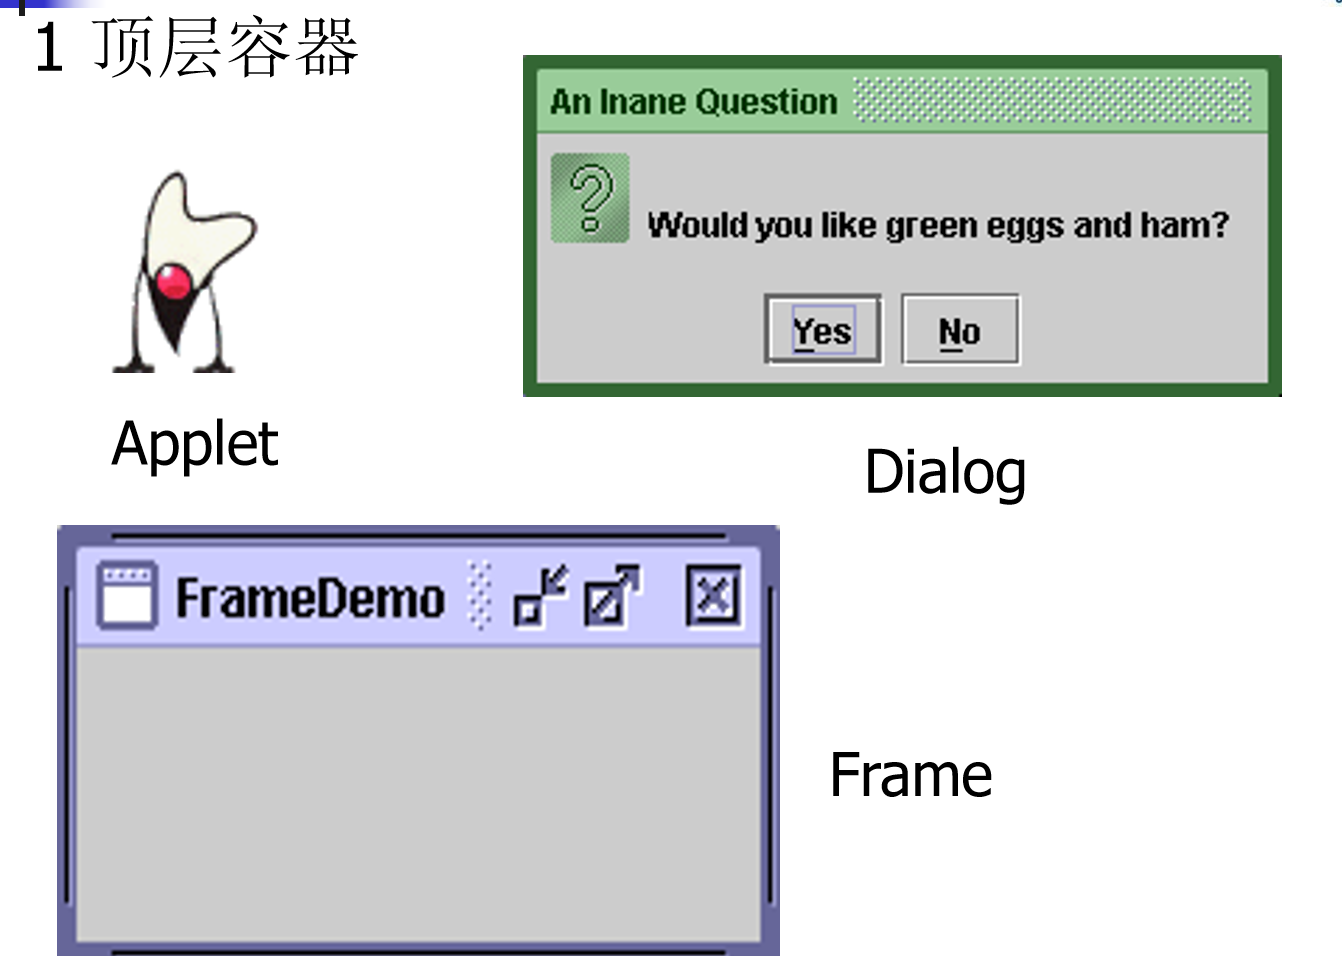 1 顶层容器
An Inane Question
Would you like green eggs and ham?
Yes No
Applet
Dialog
FrameDemo
Frame